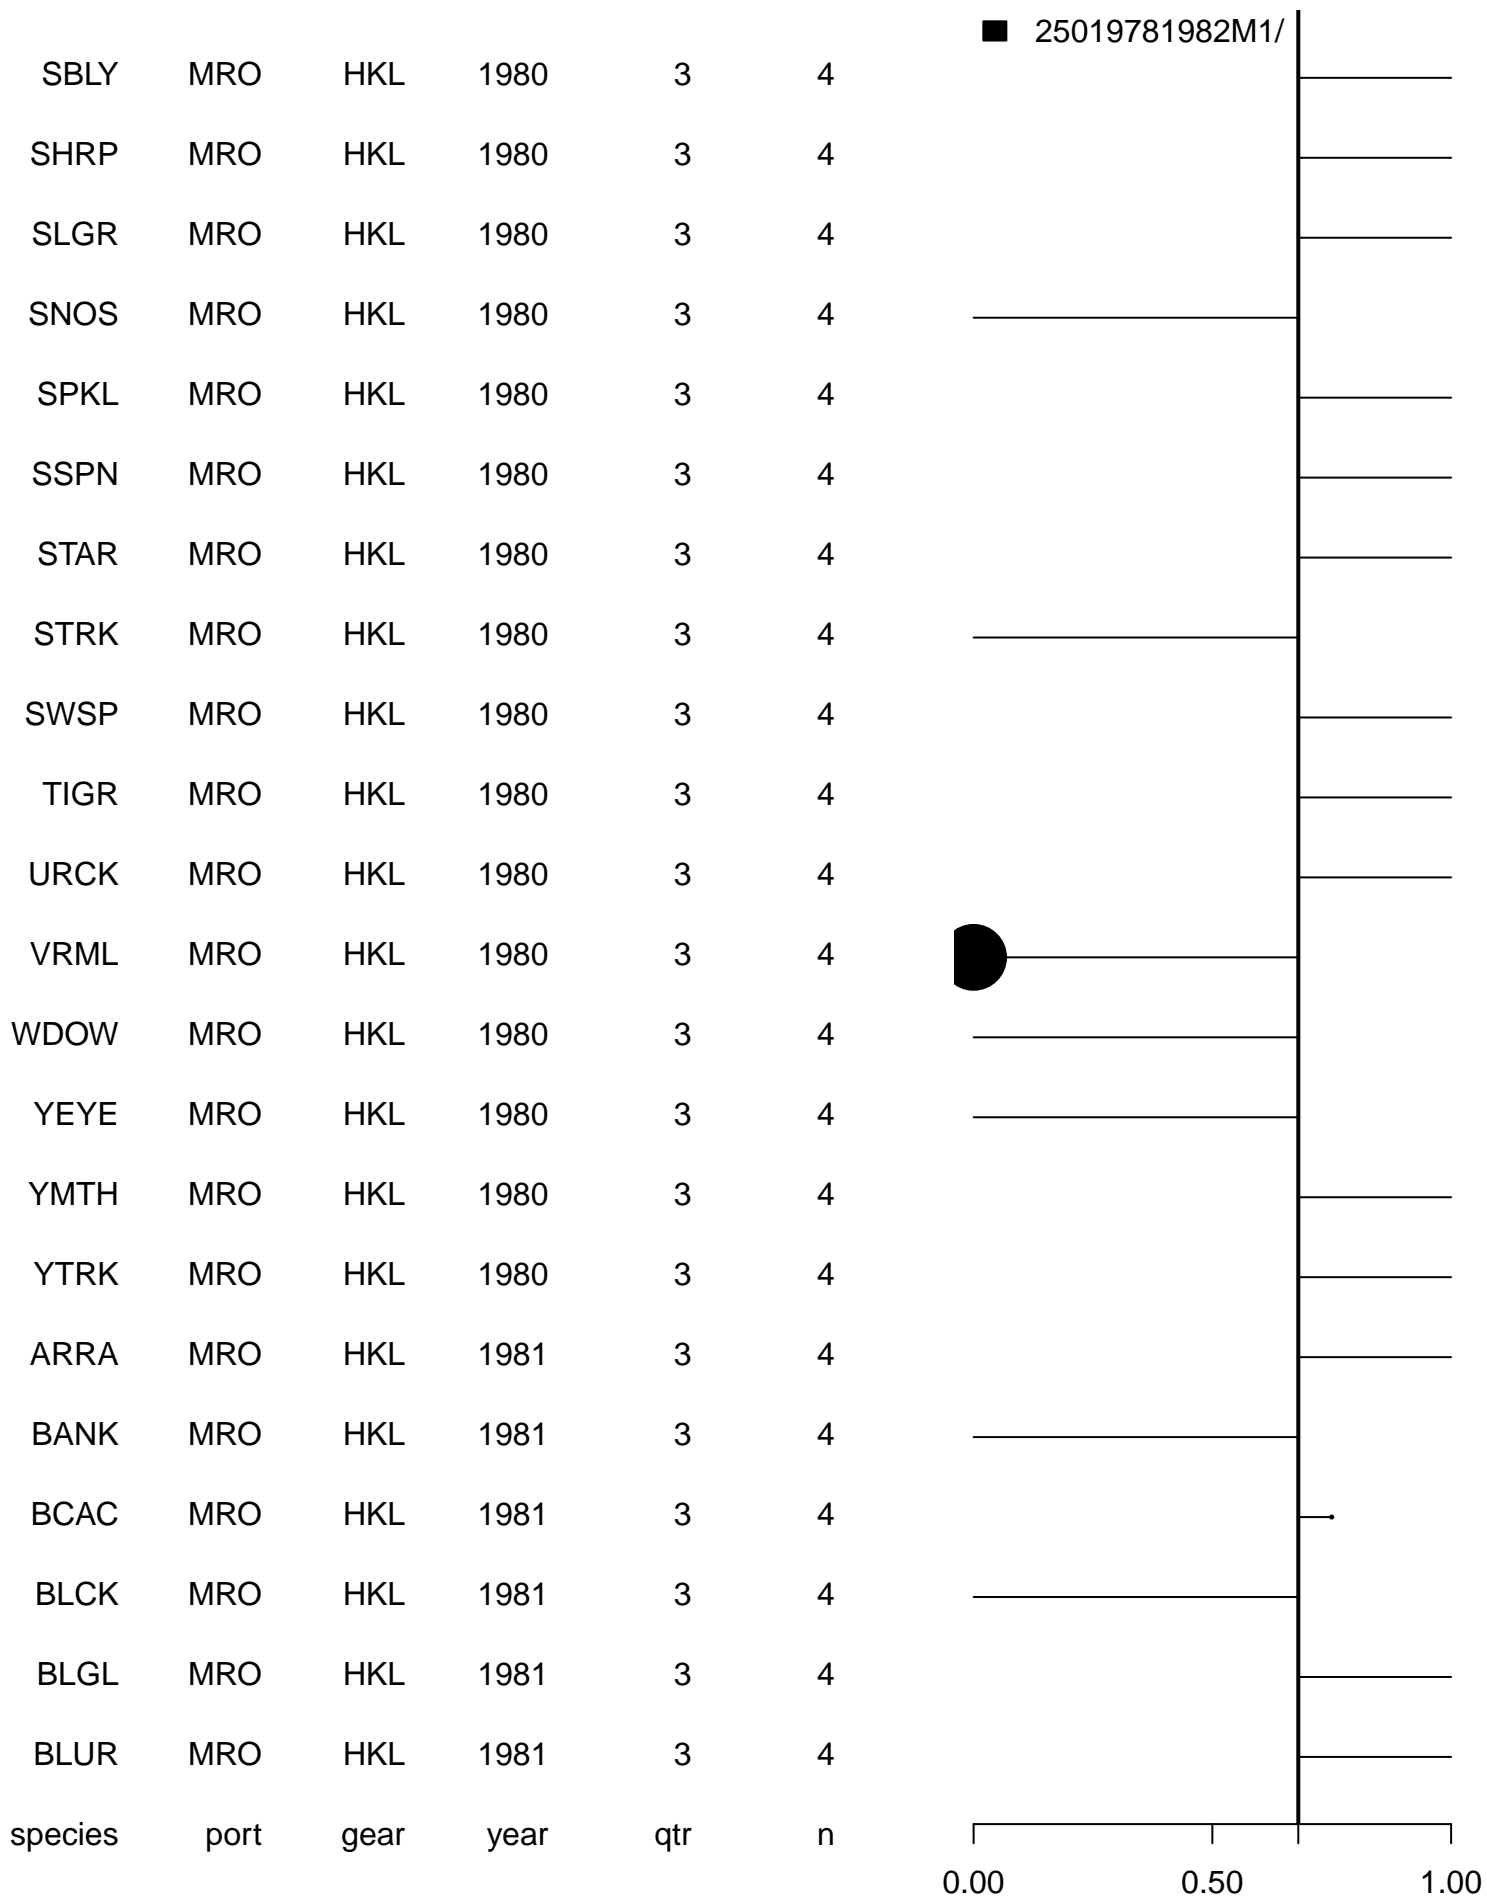 25019781982M1/
SBLY MRO HKL 1980 3 4
SHRP MRO HKL 1980 3 4
SLGR MRO HKL 1980 3 4
SNOS MRO HKL 1980 3 4
SPKL MRO HKL 1980 3 4
SSPN MRO HKL 1980 3 4
STAR MRO HKL 1980 3 4
STRK MRO HKL 1980 3 4
SWSP MRO HKL 1980 3 4
TIGR MRO HKL 1980 3 4
URCK MRO HKL 1980 3 4
VRML MRO HKL 1980 3 4
WDOW MRO HKL 1980 3 4
YEYE MRO HKL 1980 3 4
YMTH MRO HKL 1980 3 4
YTRK MRO HKL 1980 3 4
ARRA MRO HKL 1981 3 4
BANK MRO HKL 1981 3 4
BCAC MRO HKL 1981 3 4
BLCK MRO HKL 1981 3 4
BLGL MRO HKL 1981 3 4
BLUR MRO HKL 1981 3 4
species port gear year qtr n
0.00 0.50 1.00